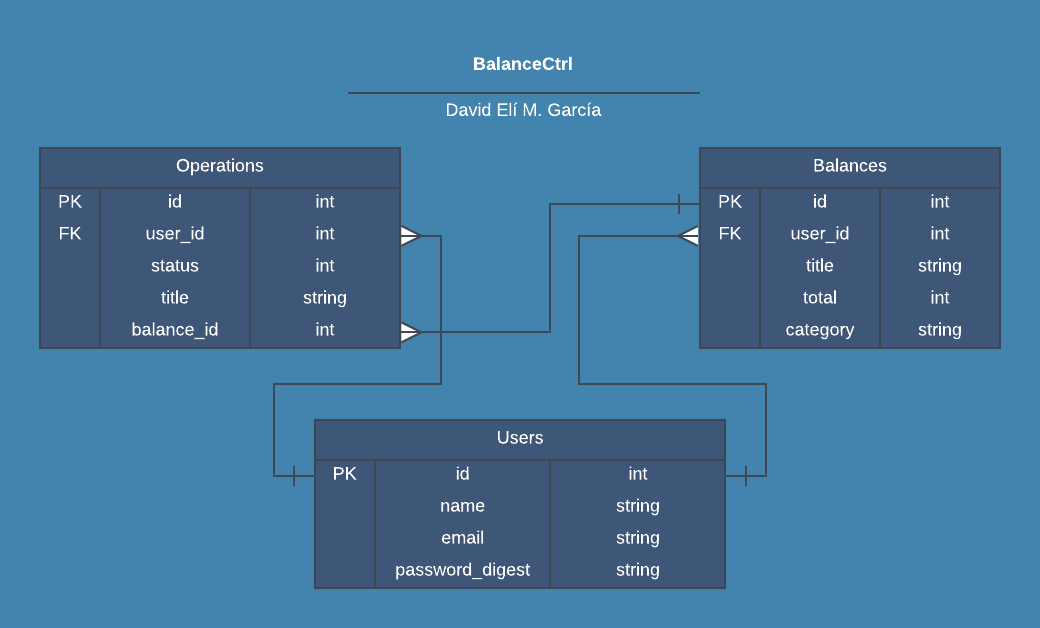 BalanceCtrl
David Elí M. García
Operations
PK id int
FK user_id int
status int
title string
balance_id int
Balances
PK id int
FK user_id int
title string
total int
category string
Users
PK id int
name string
email string
password_digest string